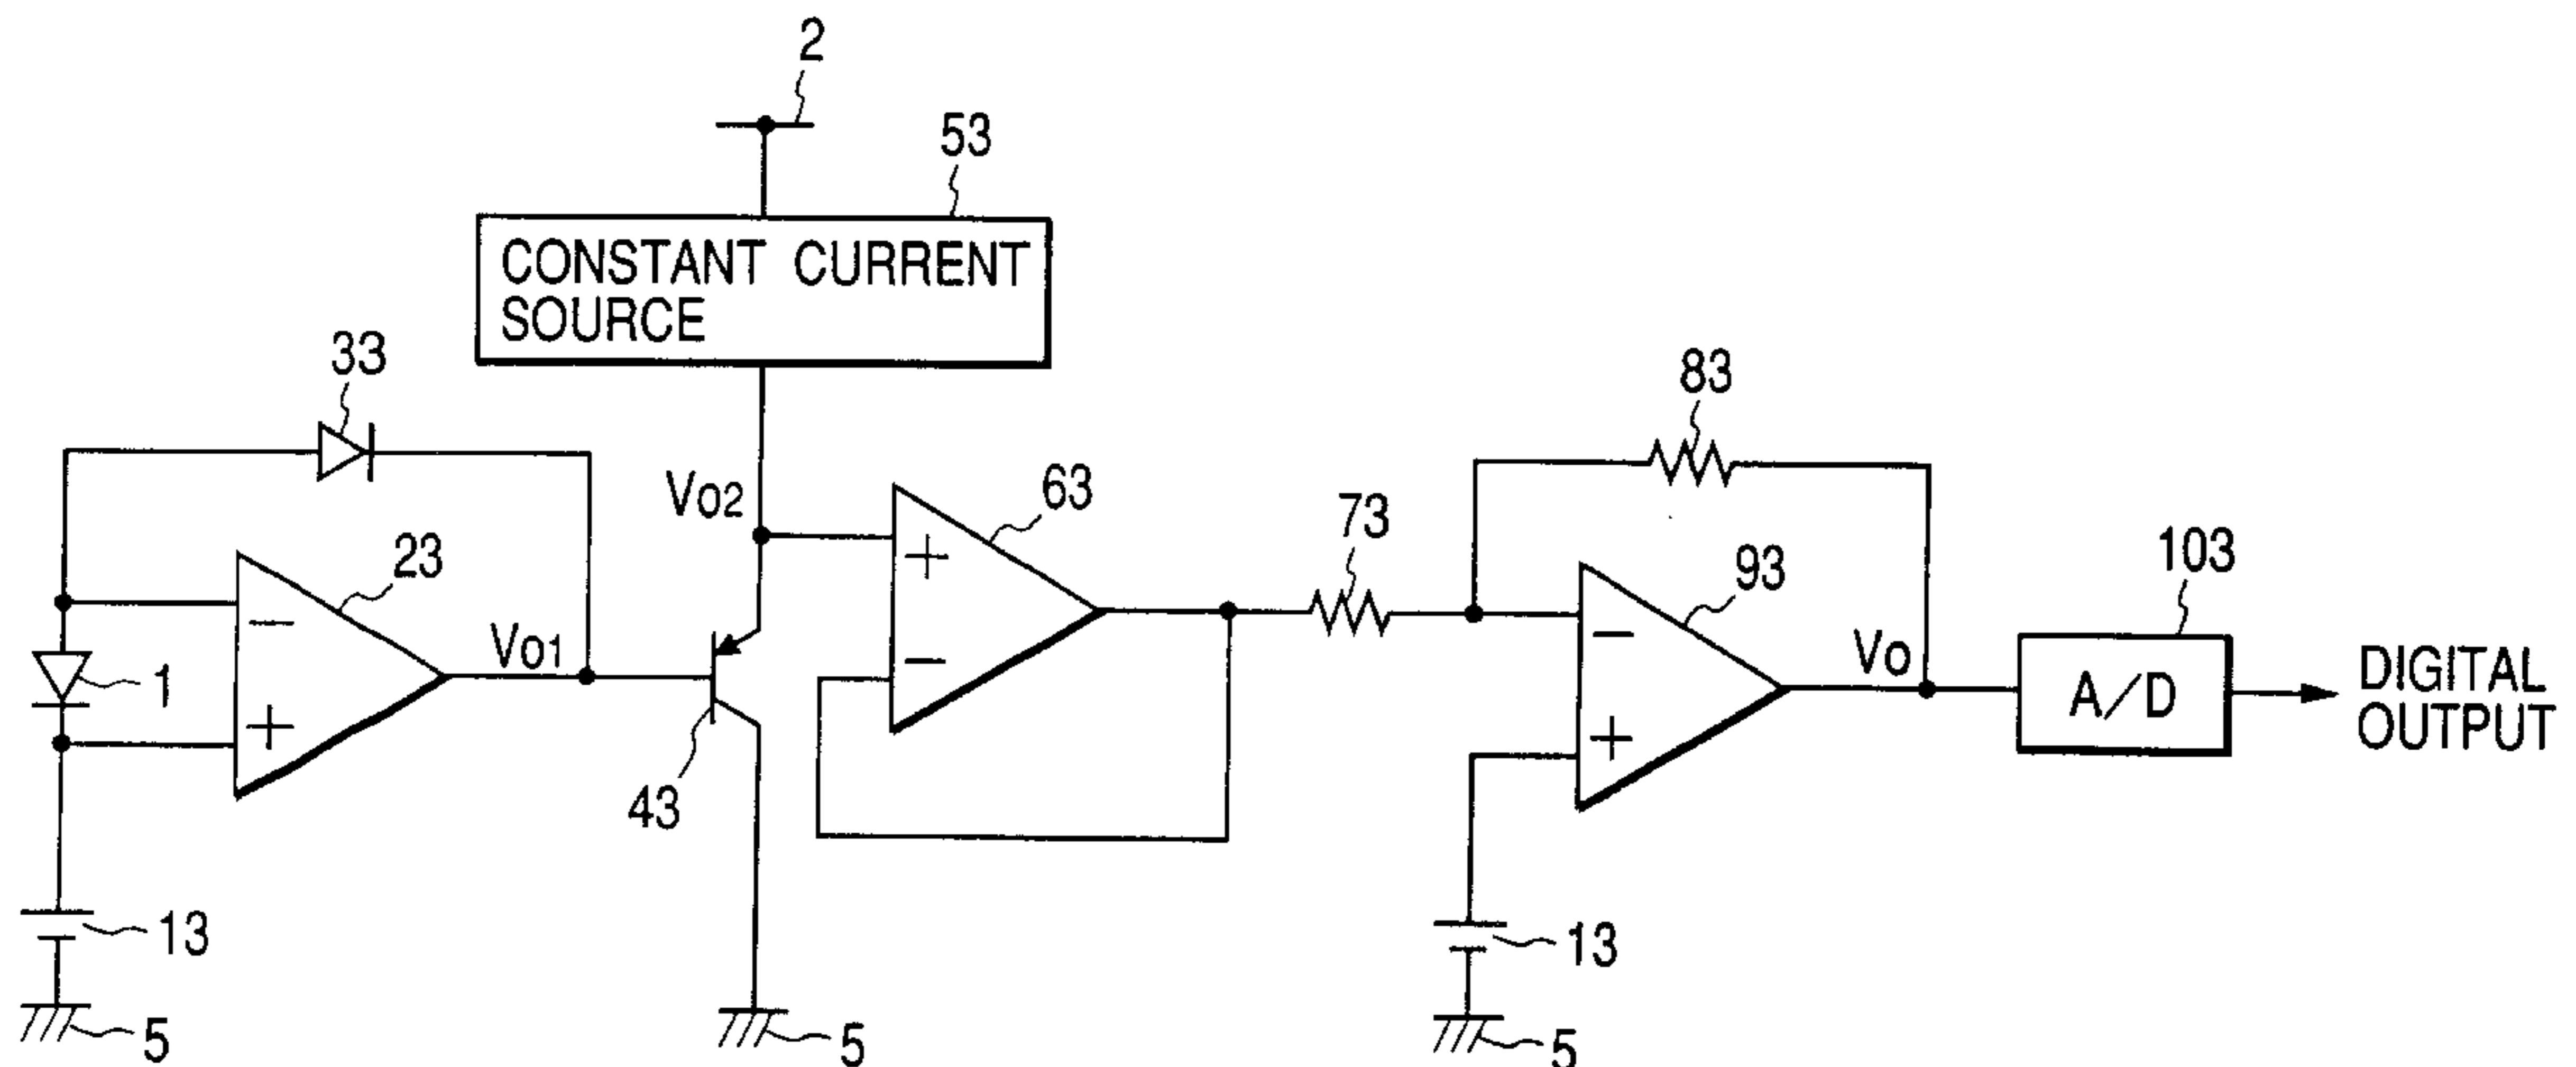 2
53
CONSTANT CURRENT
SOURCE
33
83
Vo2
63
73
23
93
103
Vo1
Vo
+
−
−
+
−
+
1
A/D
DIGITAL
OUTPUT
43
13
13
5
5
5